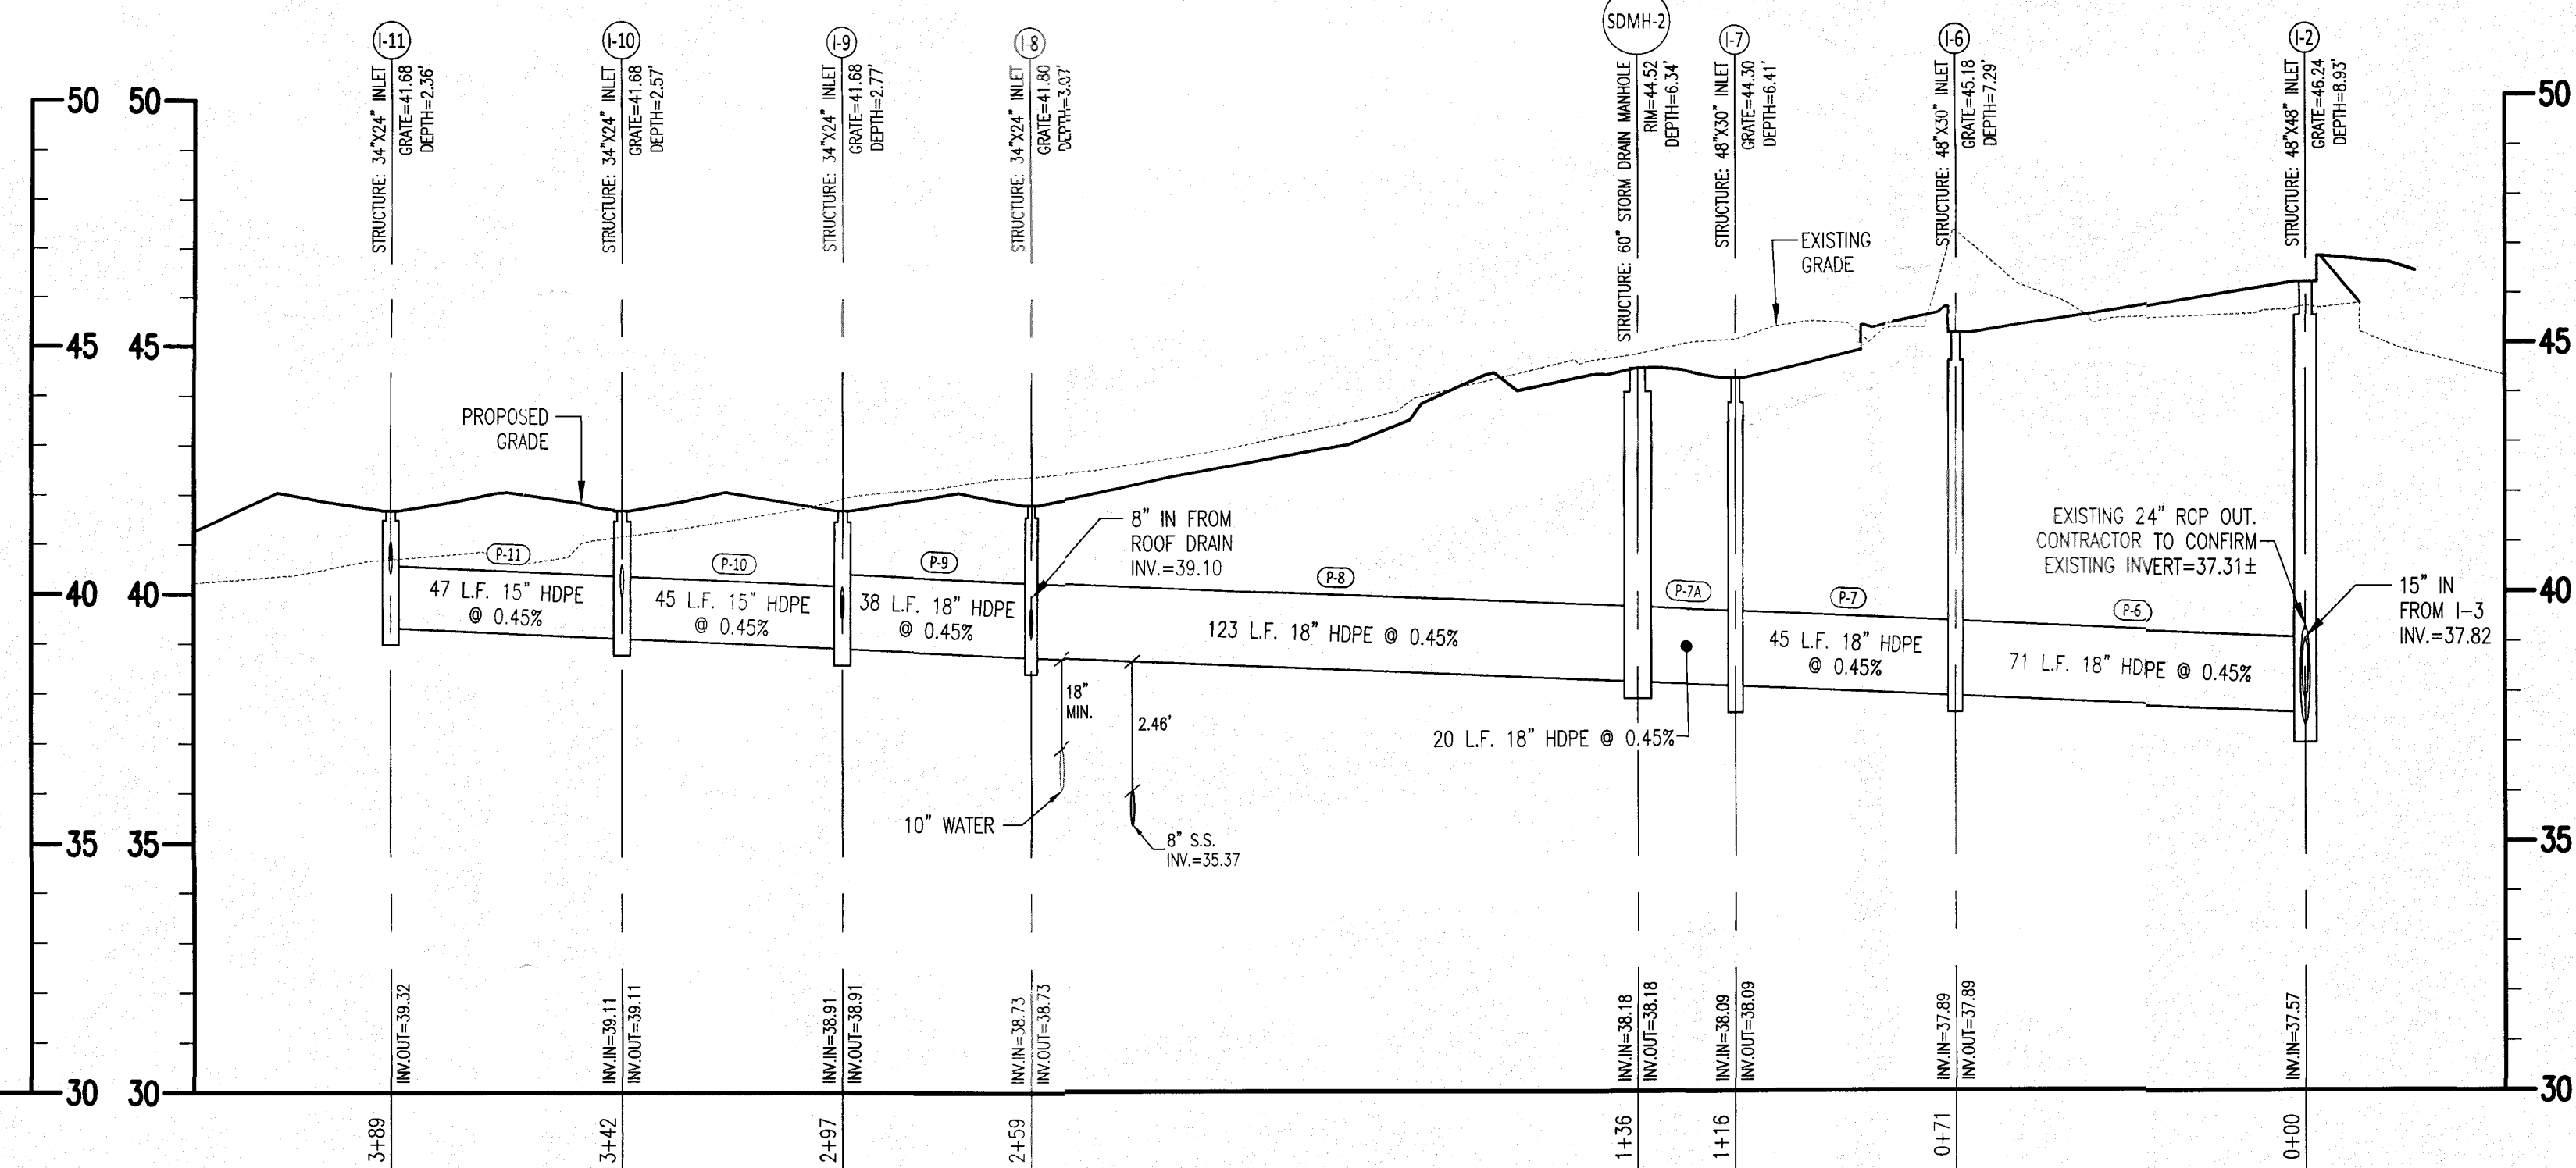 I-11
STRUCTURE: 34"X24" INLET
GRATE=41.68
DEPTH=2.36'
I-10
STRUCTURE: 34"X24" INLET
GRATE=41.68
DEPTH=2.57'
I-9
STRUCTURE: 34"X24" INLET
GRATE=41.68
DEPTH=2.77'
I-8
STRUCTURE: 34"X24" INLET
GRATE=41.80
DEPTH=3.07'
SDMH-2
STRUCTURE: 60" STORM DRAIN MANHOLE
RIM=44.52
DEPTH=6.34'
I-7
STRUCTURE: 48"X30" INLET
GRATE=44.30
DEPTH=6.41'
I-6
STRUCTURE: 48"X30" INLET
GRATE=45.18
DEPTH=7.29'
I-2
STRUCTURE: 48"X48" INLET
GRATE=46.24
DEPTH=8.93'
50 50 50
45 45 45
40 40 40
35 35 35
30 30 30
EXISTING
GRADE
PROPOSED
GRADE
8" IN FROM
ROOF DRAIN
INV.=39.10
EXISTING 24" RCP OUT.
CONTRACTOR TO CONFIRM
EXISTING INVERT=37.31±
15" IN
FROM I-3
INV.=37.82
P-11
47 L.F. 15" HDPE
@ 0.45%
P-10
45 L.F. 15" HDPE
@ 0.45%
P-9
38 L.F. 18" HDPE
@ 0.45%
P-8
123 L.F. 18" HDPE @ 0.45%
P-7A
20 L.F. 18" HDPE @ 0.45%
P-7
45 L.F. 18" HDPE
@ 0.45%
P-6
71 L.F. 18" HDPE @ 0.45%
18"
MIN.
2.46'
10" WATER
8" S.S.
INV.=35.37
INV.OUT=39.32
INV.IN=39.11
INV.OUT=39.11
INV.IN=38.91
INV.OUT=38.91
INV.IN=38.73
INV.OUT=38.73
INV.IN=38.18
INV.OUT=38.18
INV.IN=38.09
INV.OUT=38.09
INV.IN=37.89
INV.OUT=37.89
INV.IN=37.57
3+89
3+42
2+97
2+59
1+36
1+16
0+71
0+00